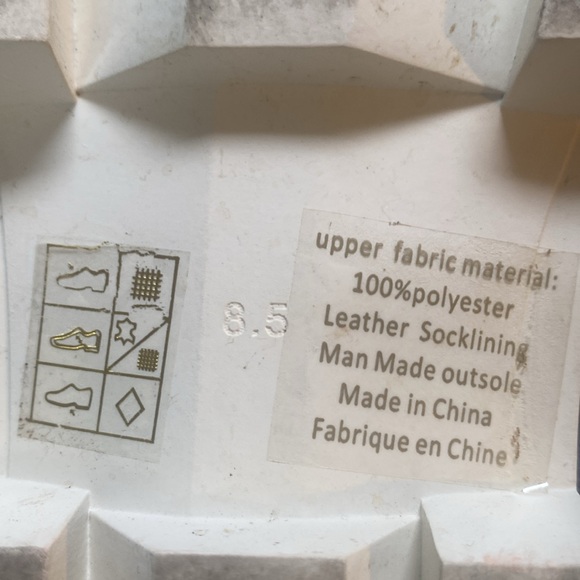 8.5
upper fabric material:
100%polyester
Leather Socklining
Man Made outsole
Made in China
Fabrique en Chine